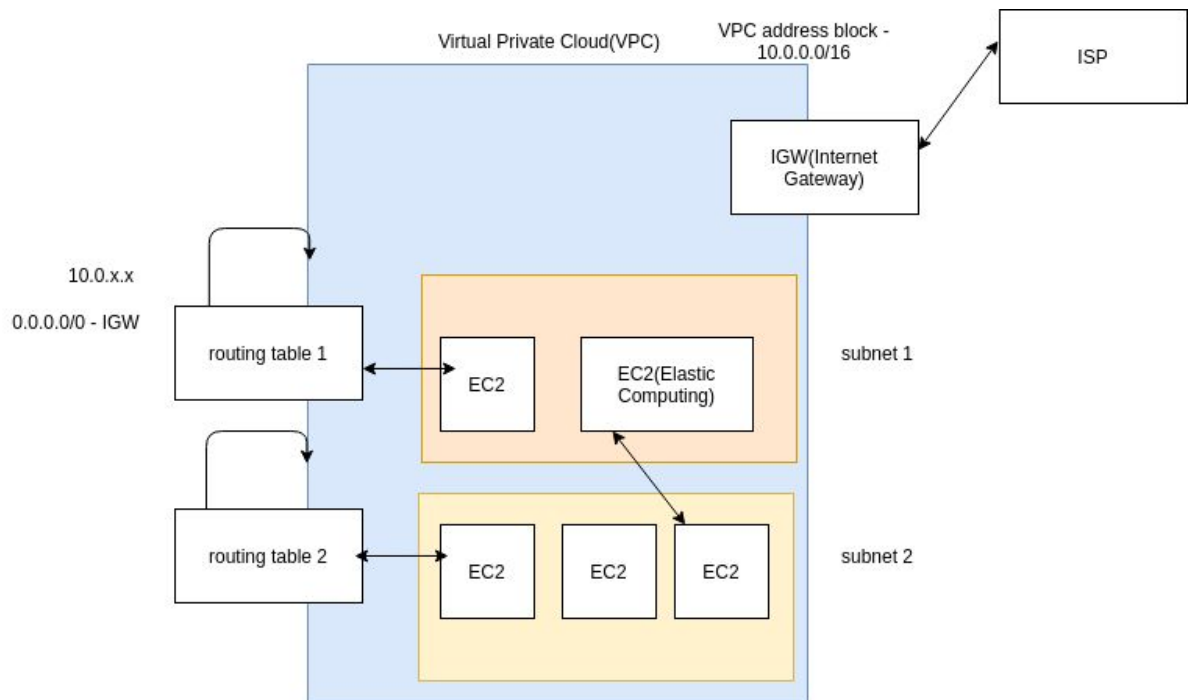 Virtual Private Cloud(VPC)
VPC address block -
10.0.0.0/16
ISP
IGW(Internet
Gateway)
10.0.x.x
0.0.0.0/0 - IGW
routing table 1
EC2
EC2(Elastic
Computing)
subnet 1
routing table 2
EC2
EC2
EC2
subnet 2